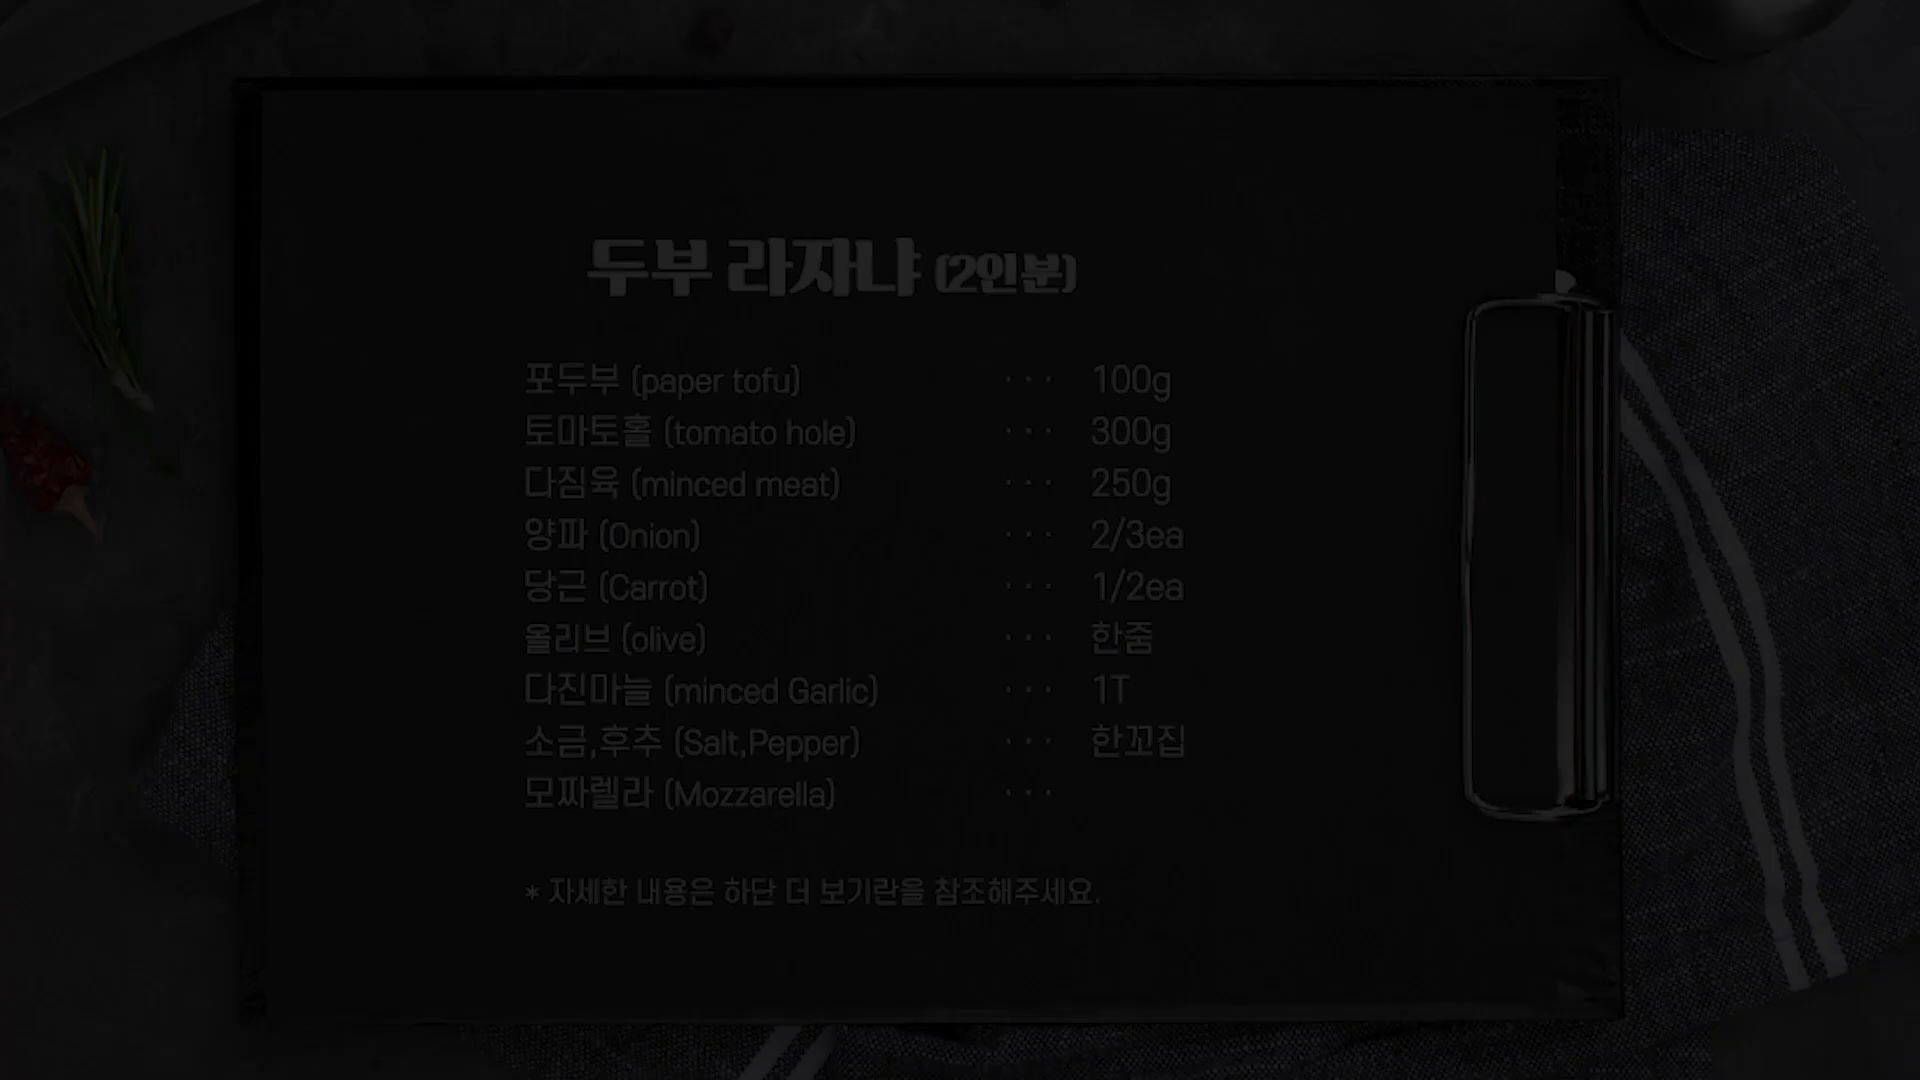 두부 라자냐 (2인분)
포두부 (paper tofu) ··· 100g
토마토홀 (tomato hole) ··· 300g
다짐육 (minced meat) ··· 250g
양파 (Onion) ··· 2/3ea
당근 (Carrot) ··· 1/2ea
올리브 (olive) ··· 한줌
다진마늘 (minced Garlic) ··· 1T
소금,후추 (Salt,Pepper) ··· 한꼬집
모짜렐라 (Mozzarella) ···
* 자세한 내용은 하단 더 보기란을 참조해주세요.